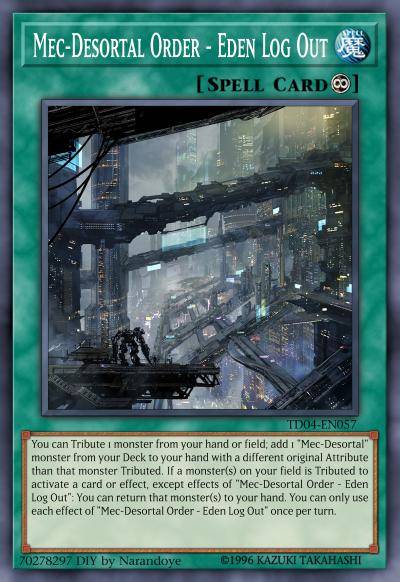 Mec-Desortal Order - Eden Log Out
SPELL
魔
[Spell Card]
TD04-EN057
You can Tribute 1 monster from your hand or field; add 1 "Mec-Desortal"
monster from your Deck to your hand with a different original Attribute
than that monster Tributed. If a monster(s) on your field is Tributed to
activate a card or effect, except effects of "Mec-Desortal Order - Eden
Log Out": You can return that monster(s) to your hand. You can only use
each effect of "Mec-Desortal Order - Eden Log Out" once per turn.
70278297 DIY by Narandoye ©1996 KAZUKI TAKAHASHI